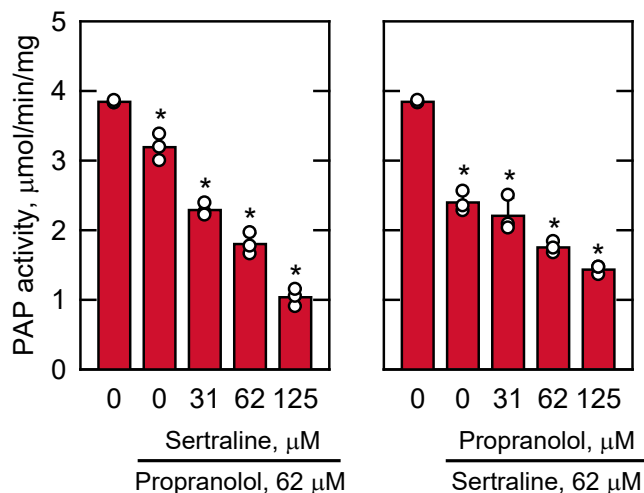 PAP activity, μmol/min/mg
5
4
3
2
1
0
* * * *
* * * *
0 0 31 62 125
0 0 31 62 125
Sertraline, μM
Propranolol, 62 μM
Propranolol, μM
Sertraline, 62 μM